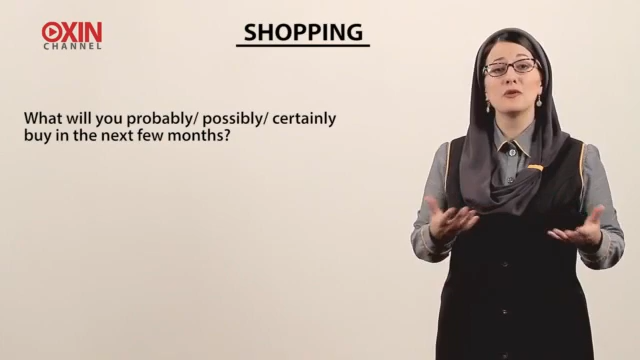 OXIN
CHANNEL
SHOPPING
What will you probably/ possibly/ certainly
buy in the next few months?